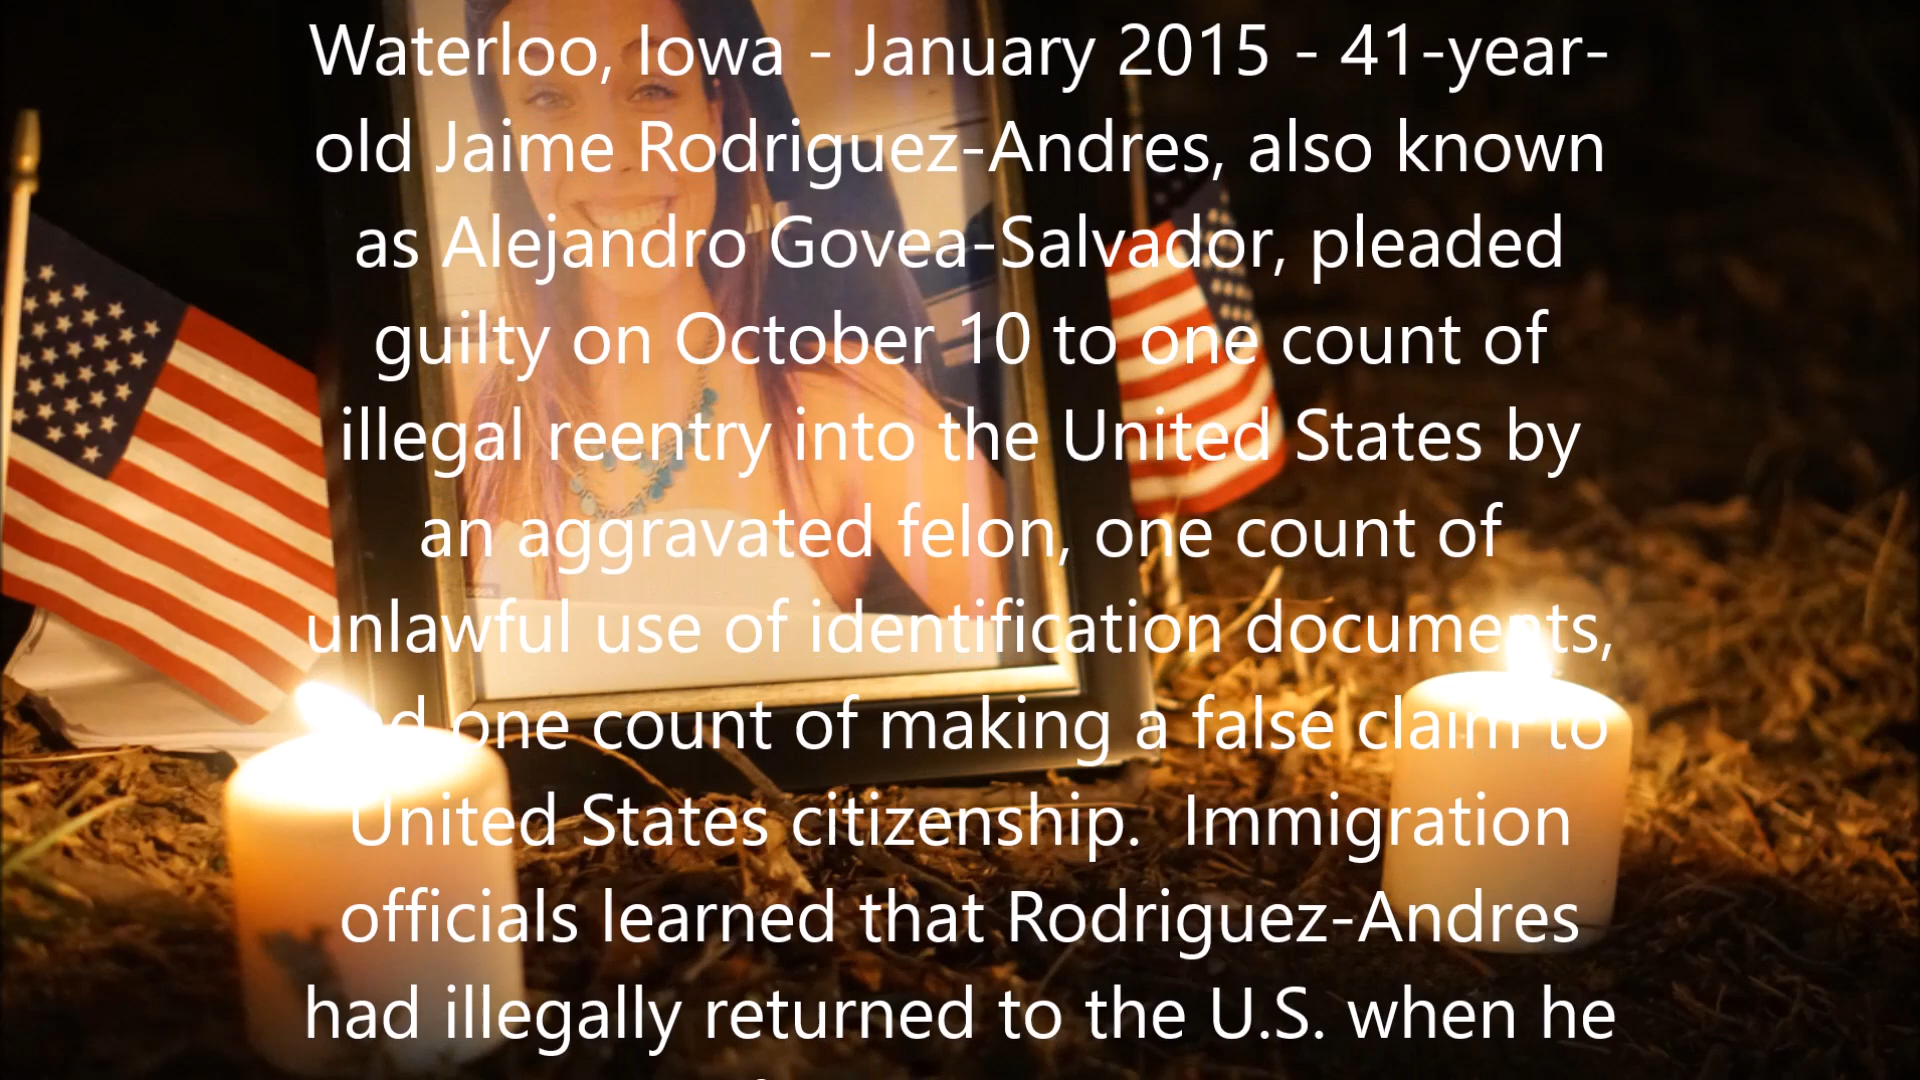 Waterloo, Iowa - January 2015 - 41-year-
old Jaime Rodriguez-Andres, also known
as Alejandro Govea-Salvador, pleaded
guilty on October 10 to one count of
illegal reentry into the United States by
an aggravated felon, one count of
unlawful use of identification documents,
and one count of making a false claim to
United States citizenship.  Immigration
officials learned that Rodriguez-Andres
had illegally returned to the U.S. when he